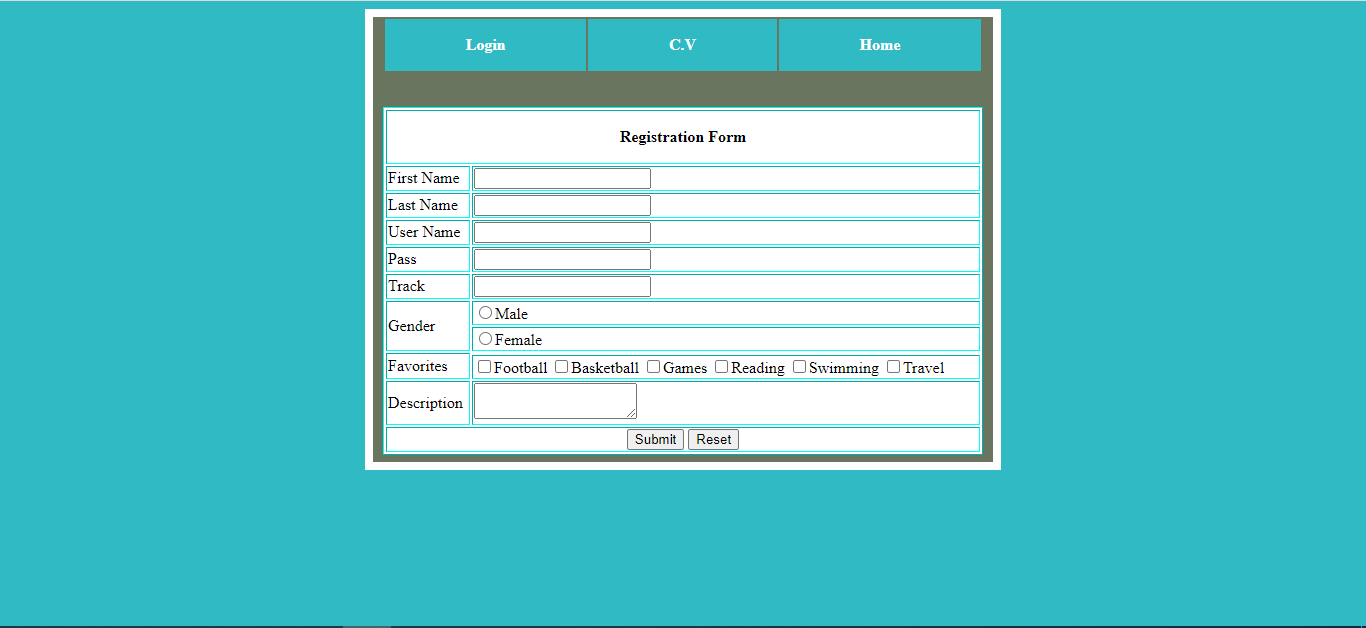 Login C.V Home
Registration Form
First Name
Last Name
User Name
Pass
Track
Gender
Male
Female
Favorites Football Basketball Games Reading Swimming Travel
Description
Submit Reset